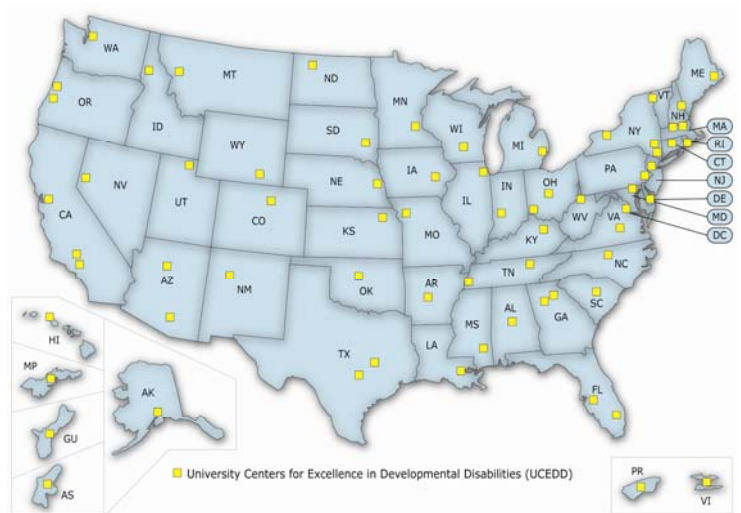 WA
MT
ND
MN
ME
VT
NH
MA
OR
ID
SD
WI
MI
NY
RI
CT
WY
NE
IA
PA
NJ
NV
UT
CO
IL
IN
OH
WV
VA
DE
MD
DC
CA
KS
MO
KY
NC
AZ
NM
OK
AR
TN
SC
MS
AL
GA
TX
LA
FL
HI
MP
AK
GU
AS
University Centers for Excellence in Developmental Disabilities (UCEDD)
PR
VI